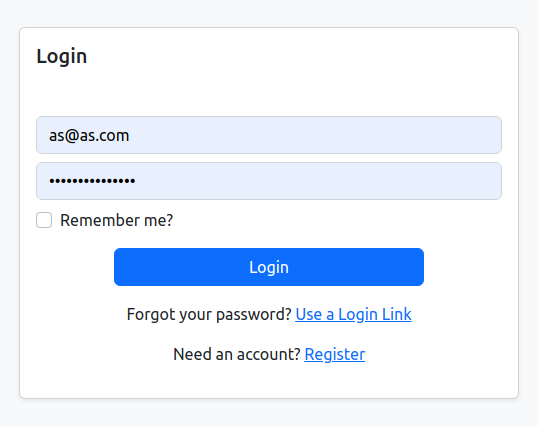 Login
as@as.com
•••••••••••••••
Remember me?
Login
Forgot your password? Use a Login Link
Need an account? Register